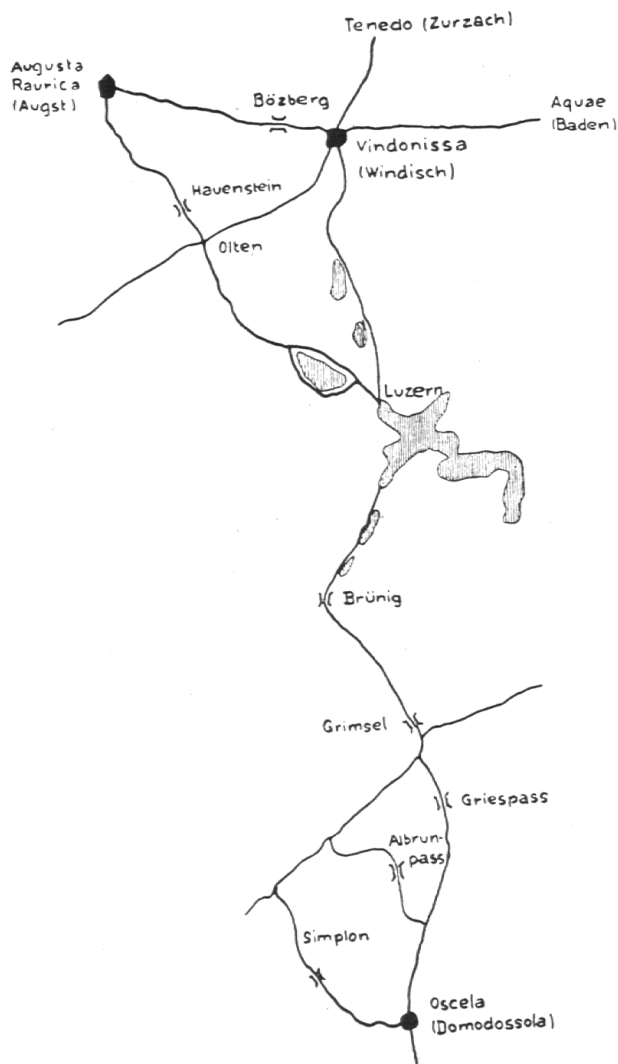 Tenedo (Zurzach)
Augusta
Raurica
(Augst)
Bözberg
Aquae
(Baden)
Vindonissa
(Windisch)
Hauenstein
Olten
Luzern
Brünig
Grimsel
Griespass
Albrun-
pass
Simplon
Oscela
(Domodossola)